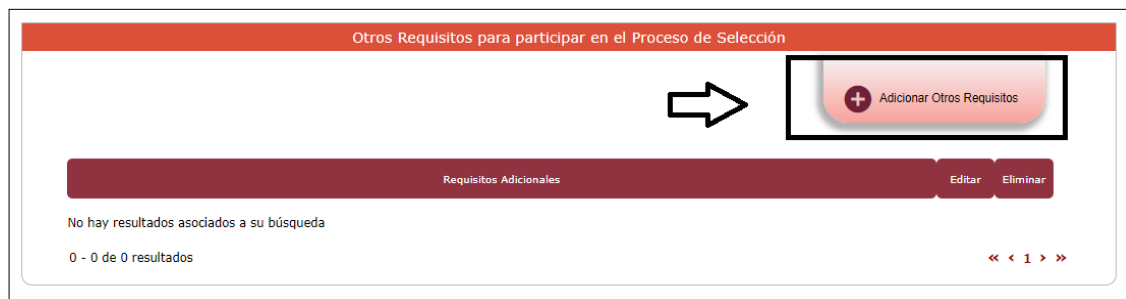 Otros Requisitos para participar en el Proceso de Selección
Adicionar Otros Requisitos
Requisitos Adicionales Editar Eliminar
No hay resultados asociados a su búsqueda
0 - 0 de 0 resultados « ‹ 1 › »